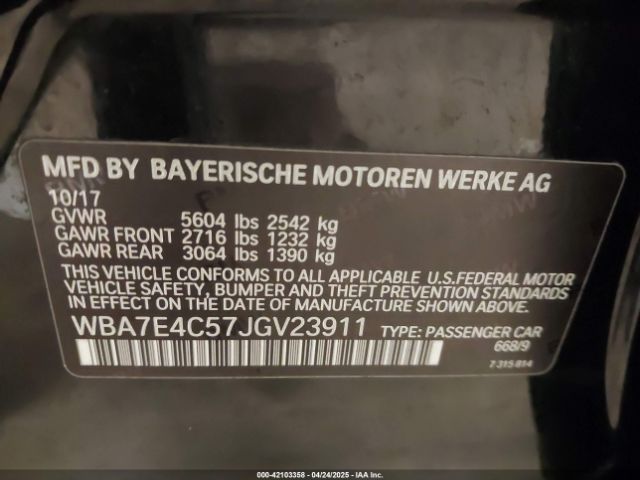 MFD BY BAYERISCHE MOTOREN WERKE AG
10/17
GVWR 5604 lbs 2542 kg
GAWR FRONT 2716 lbs 1232 kg
GAWR REAR 3064 lbs 1390 kg
THIS VEHICLE CONFORMS TO ALL APPLICABLE U.S.FEDERAL MOTOR
VEHICLE SAFETY, BUMPER AND THEFT PREVENTION STANDARDS
IN EFFECT ON THE DATE OF MANUFACTURE SHOWN ABOVE.
WBA7E4C57JGV23911 TYPE: PASSENGER CAR
668/9
7 315 814
000-42103358 - 04/24/2025 - IAA Inc.